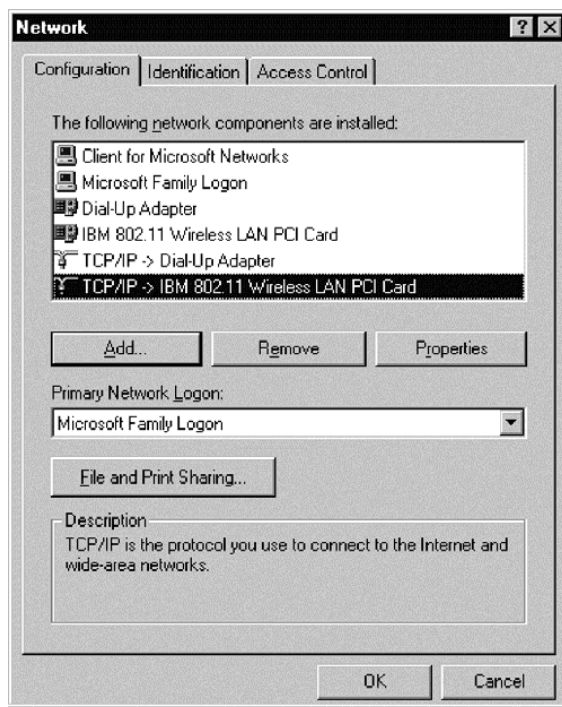 Network
Configuration Identification Access Control
The following network components are installed:
Client for Microsoft Networks
Microsoft Family Logon
Dial-Up Adapter
IBM 802.11 Wireless LAN PCI Card
TCP/IP -> Dial-Up Adapter
TCP/IP -> IBM 802.11 Wireless LAN PCI Card
Add... Remove Properties
Primary Network Logon:
Microsoft Family Logon
File and Print Sharing...
Description
TCP/IP is the protocol you use to connect to the Internet and
wide-area networks.
OK Cancel